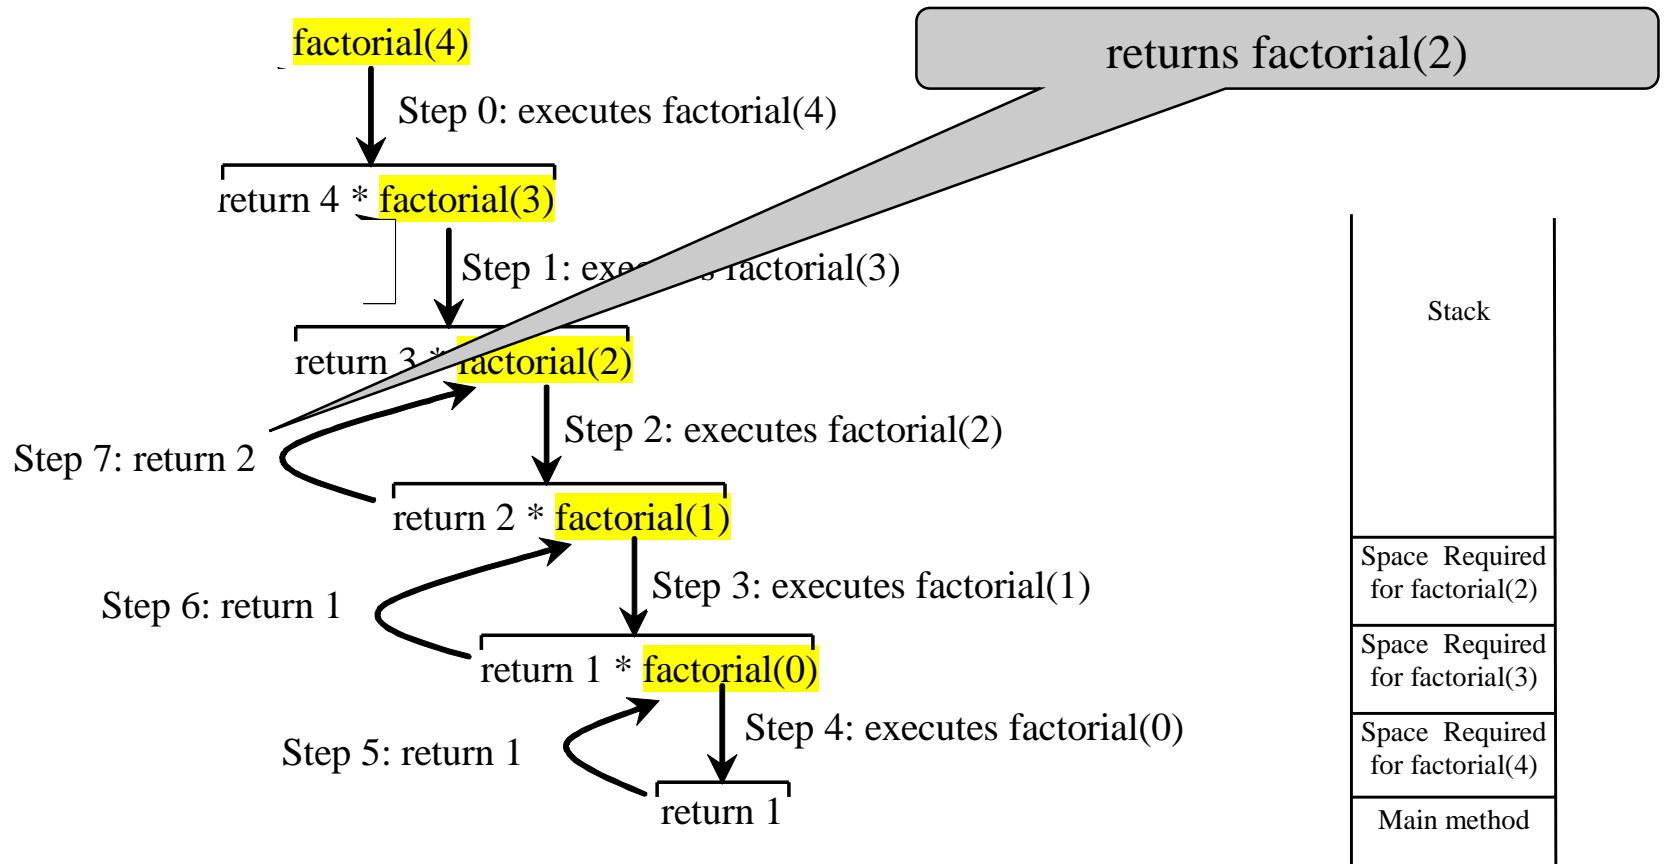 factorial(4)
returns factorial(2)
Step 0: executes factorial(4)
return 4 * factorial(3)
Step 1: factorial(3)
return 3 * factorial(2)
Step 2: executes factorial(2)
Step 7: return 2
return 2 * factorial(1)
Step 3: executes factorial(1)
Step 6: return 1
return 1 * factorial(0)
Step 4: executes factorial(0)
Step 5: return 1
return 1
Stack
Space Required
for factorial(2)
Space Required
for factorial(3)
Space Required
for factorial(4)
Main method